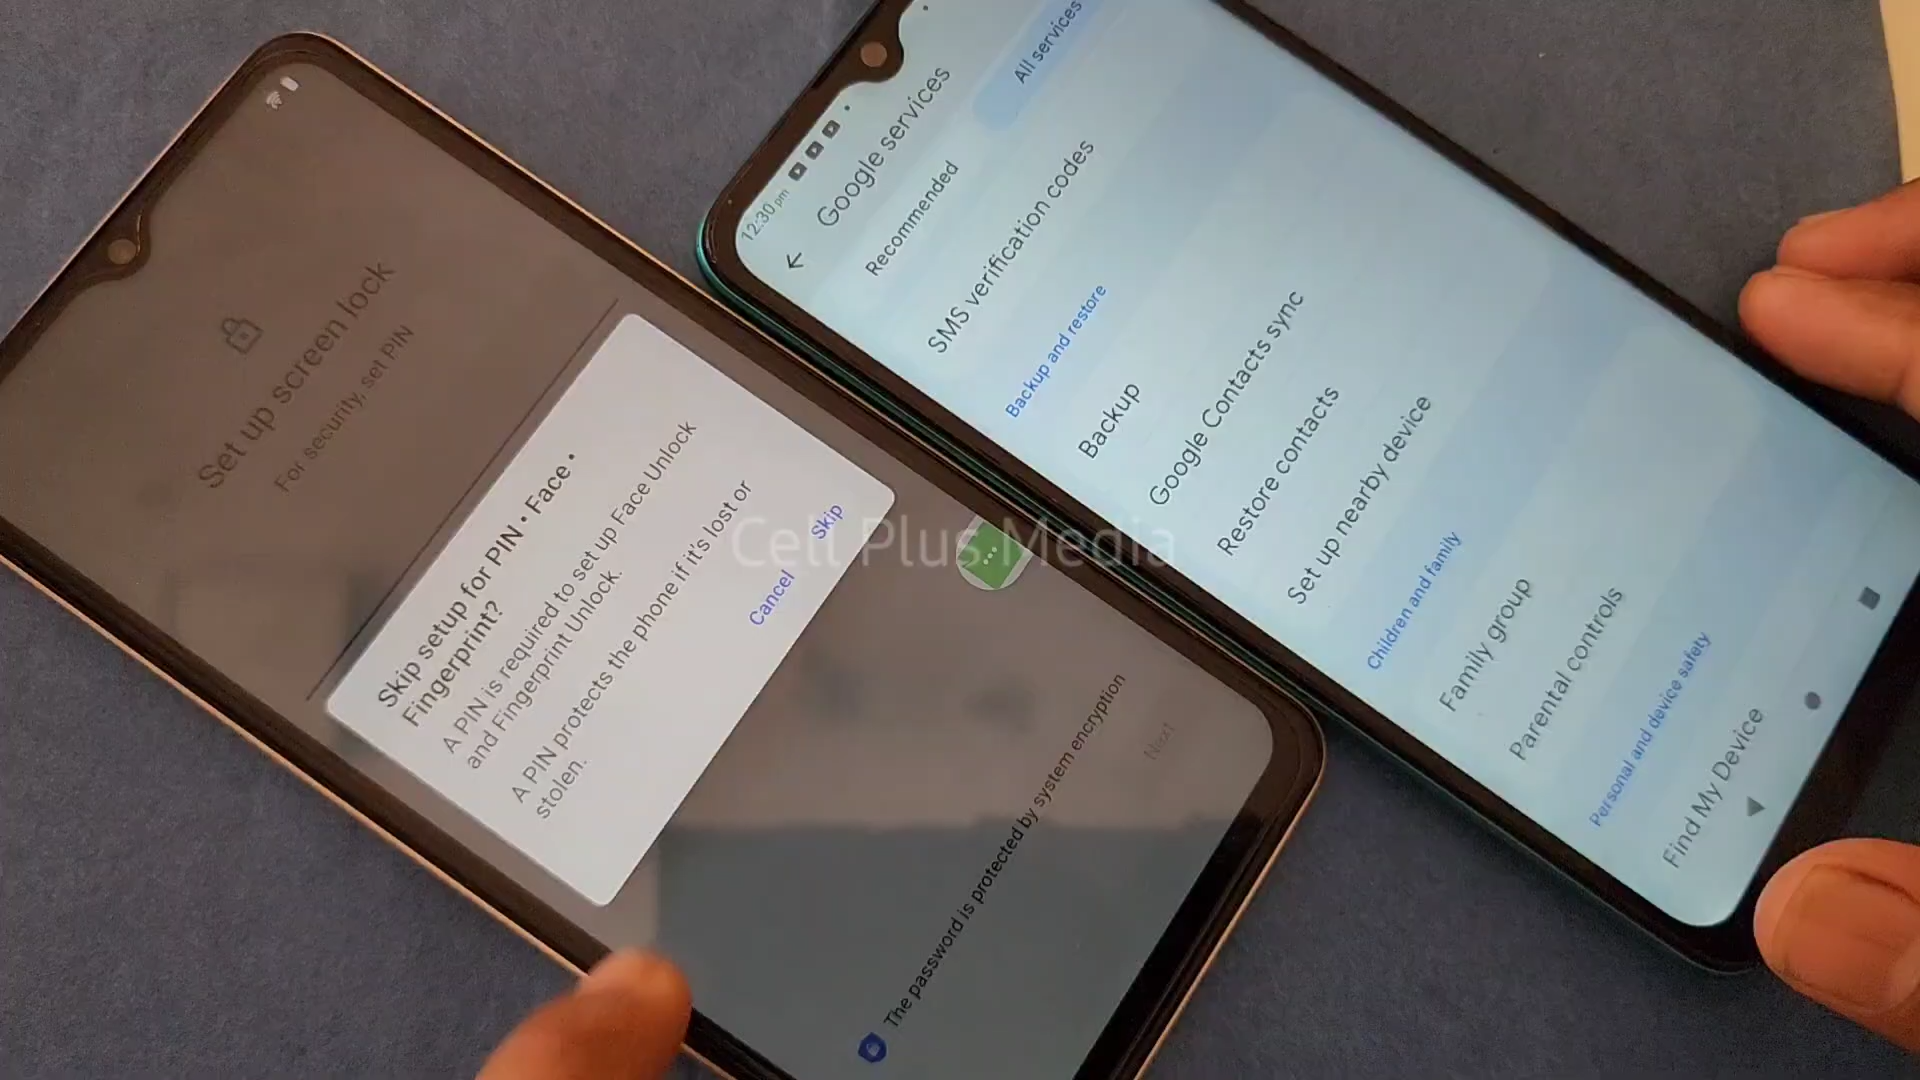 Set up screen lock
For security, set PIN
Skip setup for PIN • Face •
Fingerprint?
A PIN is required to set up Face Unlock
and Fingerprint Unlock.
A PIN protects the phone if it's lost or
stolen.
Cancel
Skip
The password is protected by system encryption
Next
12:30 pm
Google services
Recommended
All services
SMS verification codes
Backup and restore
Backup
Google Contacts sync
Restore contacts
Set up nearby device
Children and family
Family group
Parental controls
Personal and device safety
Find My Device
Cell Plus Media